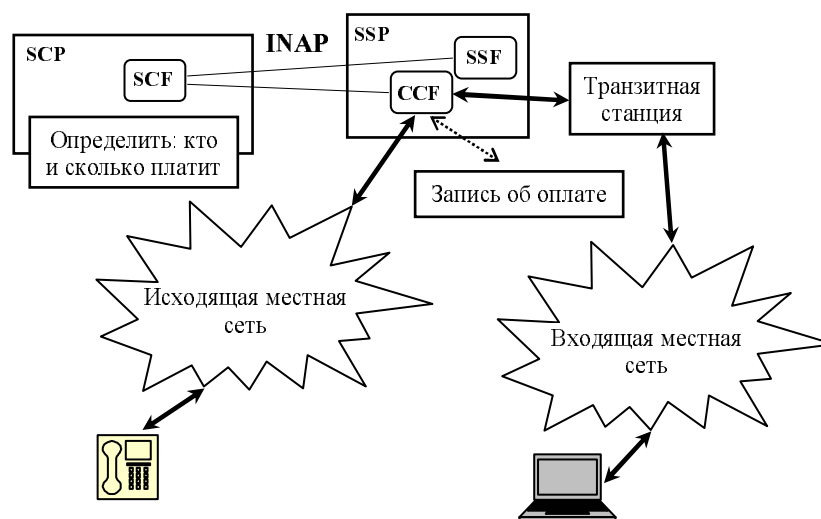 SCP
SCF
INAP
SSP
SSF
CCF
Транзитная
станция
Определить: кто
и сколько платит
Запись об оплате
Исходящая местная
сеть
Входящая местная
сеть